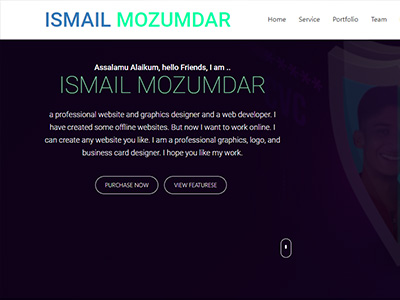 ISMAIL MOZUMDAR
Home Service Portfolio Team
Assalamu Alaikum, hello Friends, I am ..
ISMAIL MOZUMDAR
a professional website and graphics designer and a web developer. I
have created some offline websites. But now I want to work online. I
can create any website you like. I am a professional graphics, logo, and
business card designer. I hope you like my work.
PURCHASE NOW VIEW FEATURESE